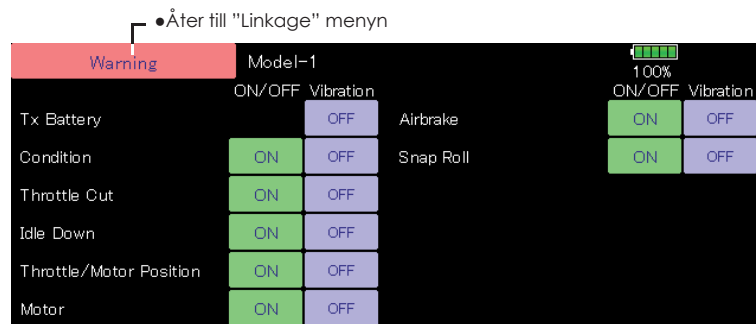 ●Åter till ”Linkage” menyn
Warning Model-1 100%
ON/OFF Vibration ON/OFF Vibration
Tx Battery OFF Airbrake ON OFF
Condition ON OFF Snap Roll ON OFF
Throttle Cut ON OFF
Idle Down ON OFF
Throttle/Motor Position ON OFF
Motor ON OFF